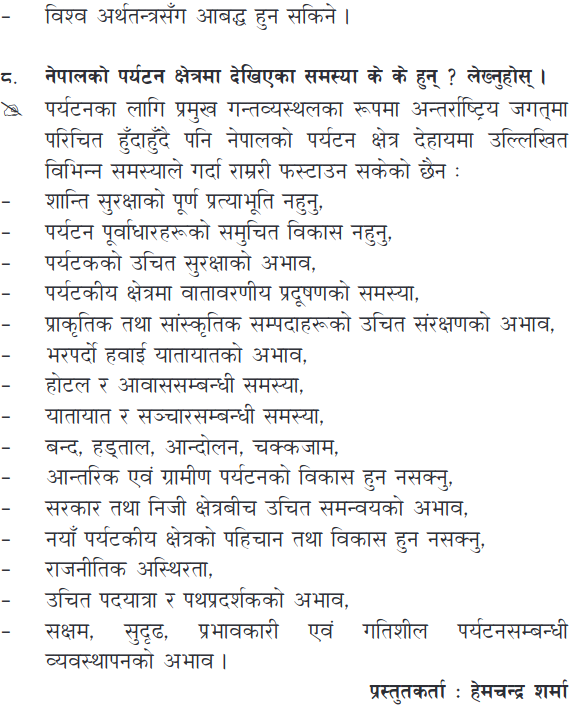 – विश्व अर्थतन्त्रसँग आबद्ध हुन सकिने ।
८. नेपालको पर्यटन क्षेत्रमा देखिएका समस्या के के हुन् ? लेख्नुहोस् ।
पर्यटनका लागि प्रमुख गन्तव्यस्थलका रूपमा अन्तर्राष्ट्रिय जगत्‌मा
परिचित हुँदाहुँदै पनि नेपालको पर्यटन क्षेत्र देहायमा उल्लिखित
विभिन्न समस्याले गर्दा राम्ररी फस्टाउन सकेको छैन :
– शान्ति सुरक्षाको पूर्ण प्रत्याभूति नहुनु,
– पर्यटन पूर्वाधारहरूको समुचित विकास नहुनु,
– पर्यटकको उचित सुरक्षाको अभाव,
– पर्यटकीय क्षेत्रमा वातावरणीय प्रदूषणको समस्या,
– प्राकृतिक तथा सांस्कृतिक सम्पदाहरूको उचित संरक्षणको अभाव,
– भरपर्दो हवाई यातायातको अभाव,
– होटल र आवाससम्बन्धी समस्या,
– यातायात र सञ्चारसम्बन्धी समस्या,
– बन्द, हड्ताल, आन्दोलन, चक्कजाम,
– आन्तरिक एवं ग्रामीण पर्यटनको विकास हुन नसक्नु,
– सरकार तथा निजी क्षेत्रबीच उचित समन्वयको अभाव,
– नयाँ पर्यटकीय क्षेत्रको पहिचान तथा विकास हुन नसक्नु,
– राजनीतिक अस्थिरता,
– उचित पदयात्रा र पथप्रदर्शकको अभाव,
– सक्षम, सुदृढ, प्रभावकारी एवं गतिशील पर्यटनसम्बन्धी
व्यवस्थापनको अभाव ।
प्रस्तुतकर्ता : हेमचन्द्र शर्मा